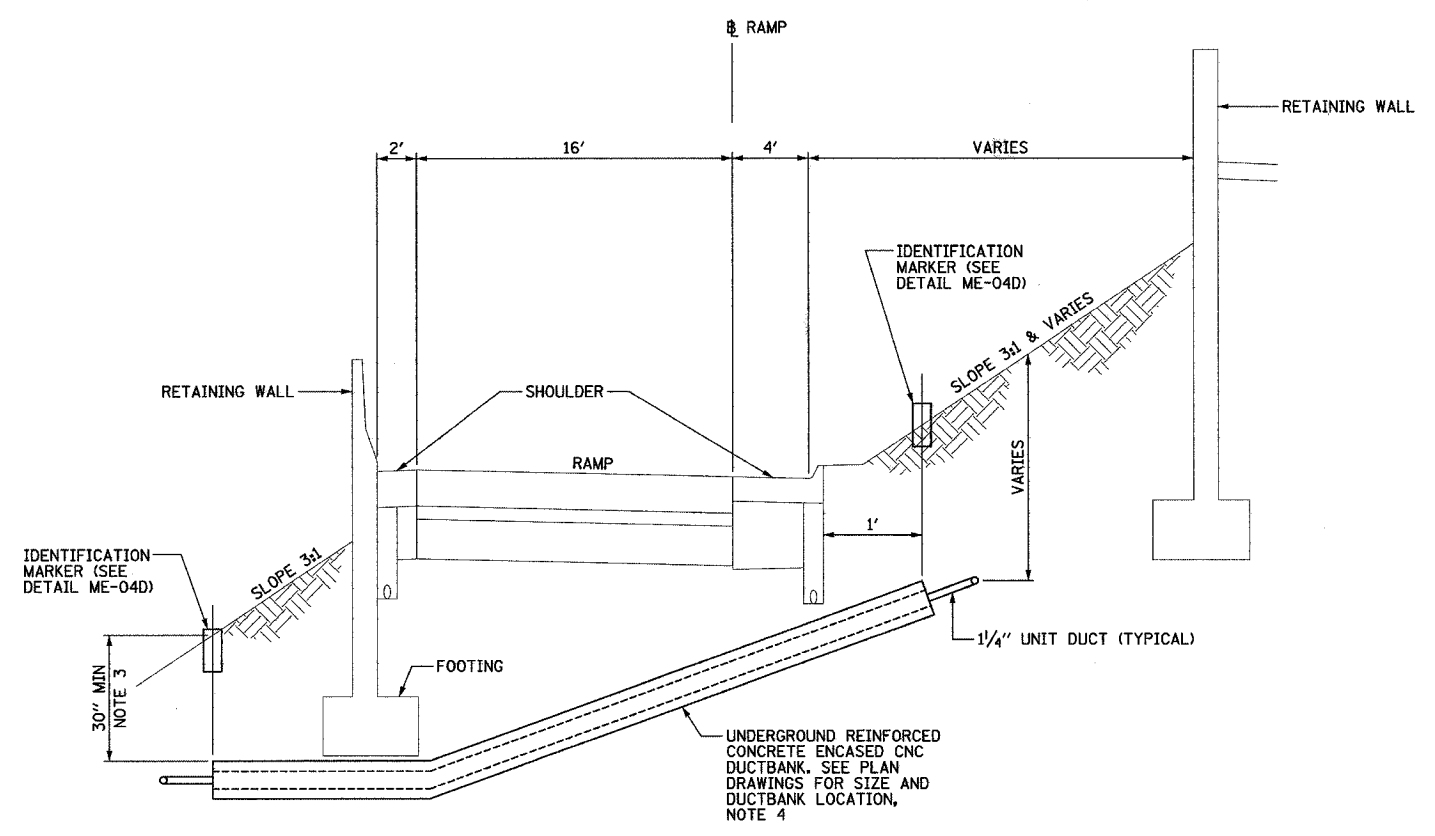 ℄ RAMP
RETAINING WALL
2'
16'
4'
VARIES
IDENTIFICATION
MARKER (SEE
DETAIL ME-04D)
SLOPE 3:1 & VARIES
RETAINING WALL
SHOULDER
RAMP
VARIES
1'
IDENTIFICATION
MARKER (SEE
DETAIL ME-04D)
SLOPE 3:1
1¼" UNIT DUCT (TYPICAL)
FOOTING
30" MIN
NOTE 3
UNDERGROUND REINFORCED
CONCRETE ENCASED CNC
DUCTBANK. SEE PLAN
DRAWINGS FOR SIZE AND
DUCTBANK LOCATION,
NOTE 4